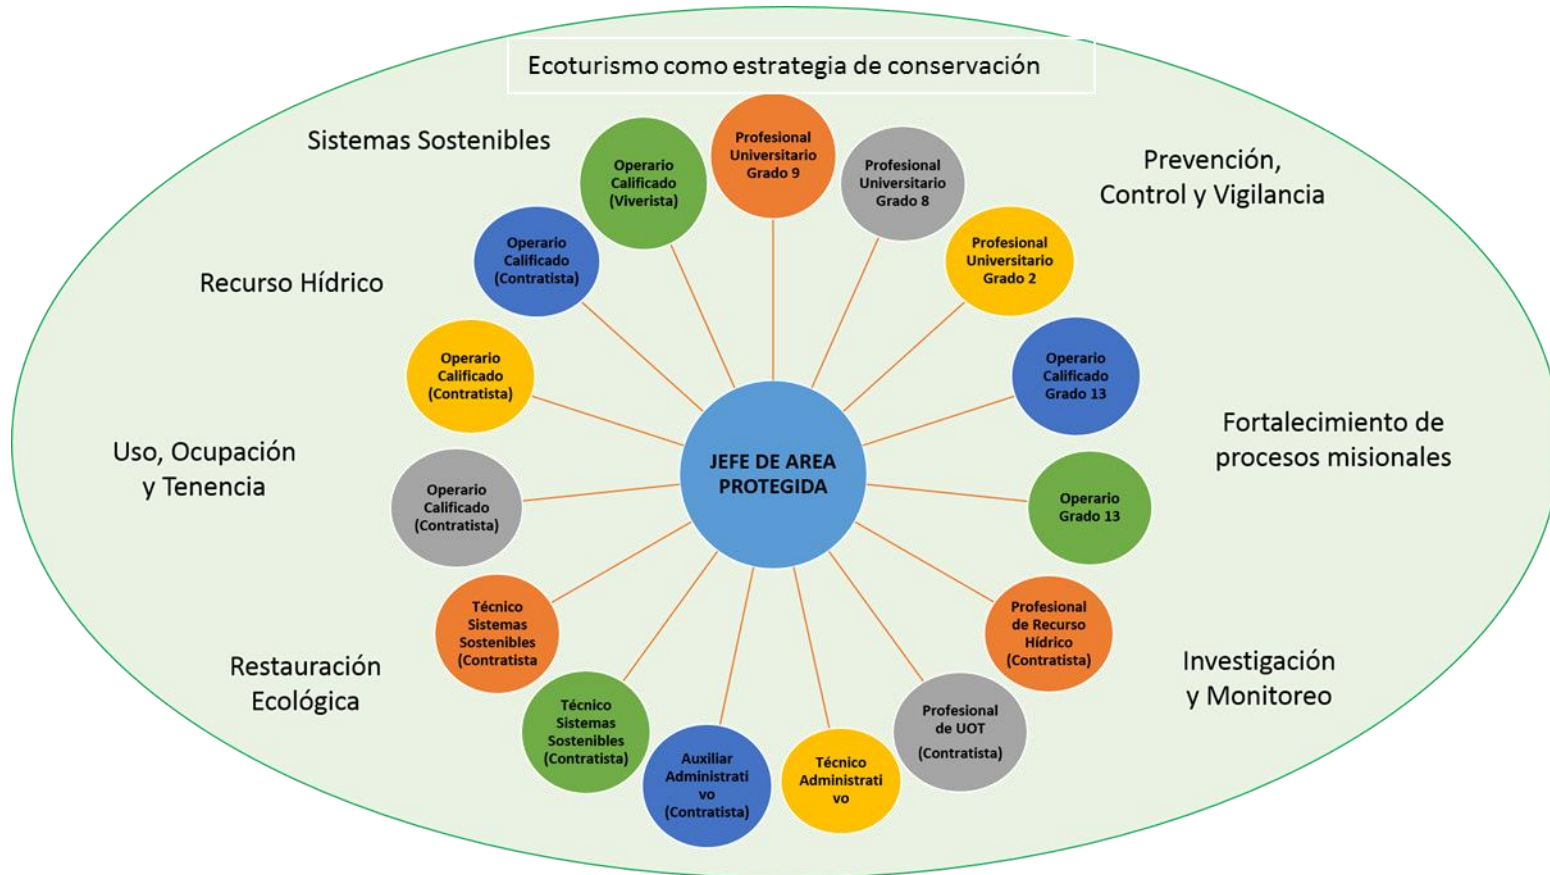 Ecoturismo como estrategia de conservación
Sistemas Sostenibles
Prevención,
Control y Vigilancia
Recurso Hídrico
Fortalecimiento de
procesos misionales
Uso, Ocupación
y Tenencia
Investigación
y Monitoreo
Restauración
Ecológica
JEFE DE AREA
PROTEGIDA
Profesional
Universitario
Grado 9
Profesional
Universitario
Grado 8
Profesional
Universitario
Grado 2
Operario
Calificado
Grado 13
Operario
Grado 13
Profesional
de Recurso
Hídrico
(Contratista)
Profesional
de UOT
(Contratista)
Técnico
Administrati
vo
Auxiliar
Administrati
vo
(Contratista)
Técnico
Sistemas
Sostenibles
(Contratista)
Técnico
Sistemas
Sostenibles
(Contratista
Operario
Calificado
(Contratista)
Operario
Calificado
(Contratista)
Operario
Calificado
(Contratista)
Operario
Calificado
(Viverista)